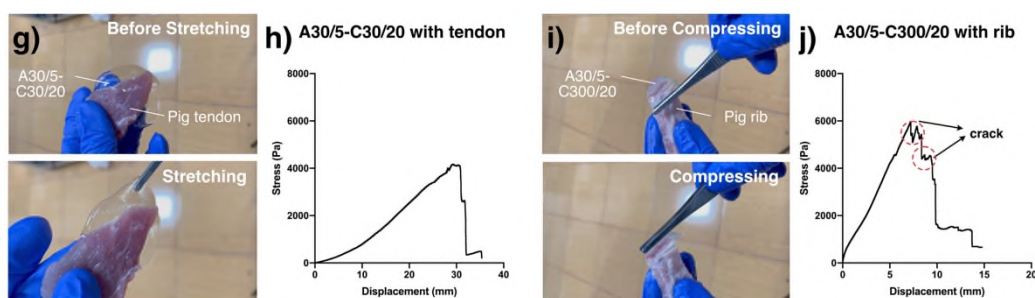 g)
Before Stretching
A30/5-
C30/20
Pig tendon
Stretching
h)
A30/5-C30/20 with tendon
8000
6000
4000
2000
0
Stress (Pa)
0 10 20 30 40
Displacement (mm)
i)
Before Compressing
A30/5-
C300/20
Pig rib
Compressing
j)
A30/5-C300/20 with rib
8000
6000
4000
2000
0
Stress (Pa)
crack
0 5 10 15 20
Displacement (mm)